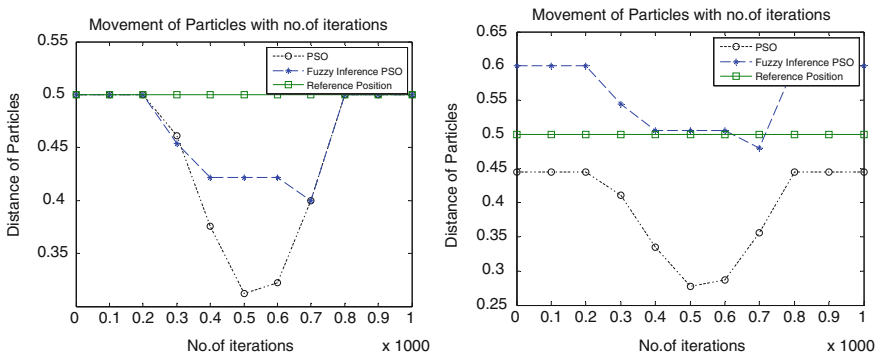 Movement of Particles with no.of iterations
0.55
0.5
0.45
0.4
0.35
Distance of Particles
PSO
Fuzzy Inference PSO
Reference Position
0 0.1 0.2 0.3 0.4 0.5 0.6 0.7 0.8 0.9 1
No.of iterations x 1000
Movement of Particles with no.of iterations
0.65
0.6
0.55
0.5
0.45
0.4
0.35
0.3
0.25
Distance of Particles
PSO
Fuzzy Inference PSO
Reference Position
0 0.1 0.2 0.3 0.4 0.5 0.6 0.7 0.8 0.9 1
No.of iterations x 1000